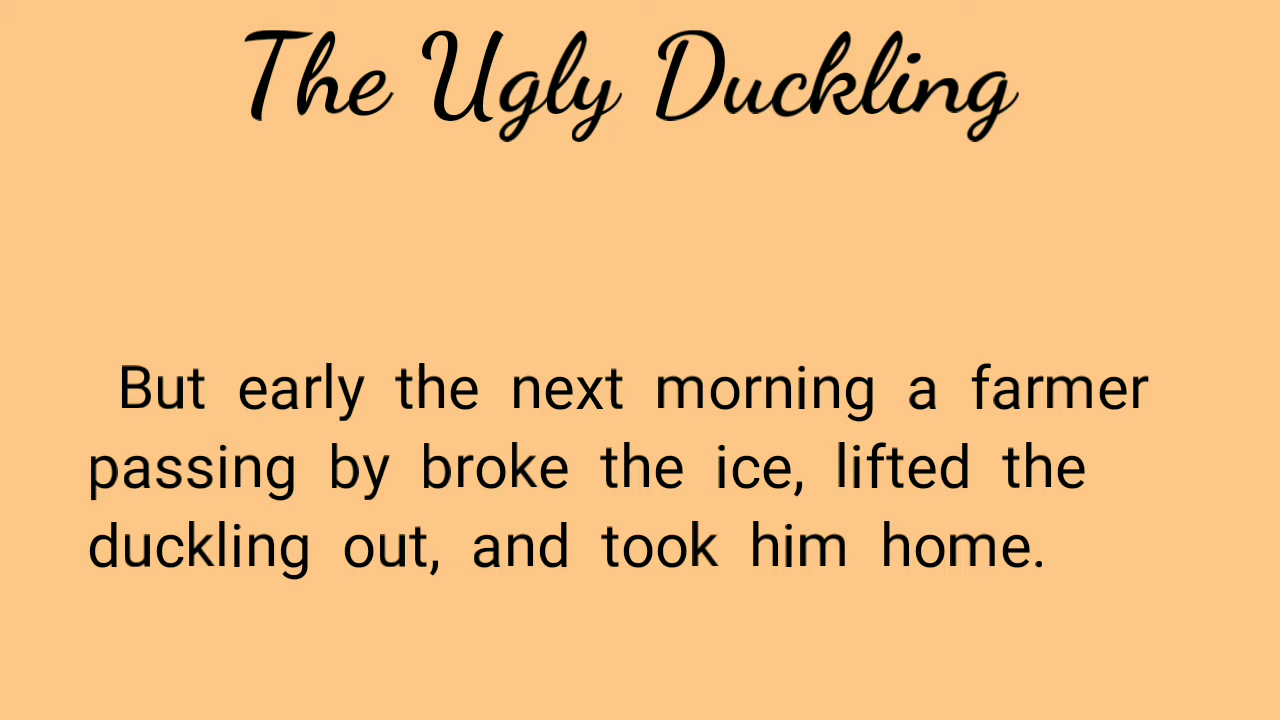 The Ugly Duckling
But early the next morning a farmer
passing by broke the ice, lifted the
duckling out, and took him home.